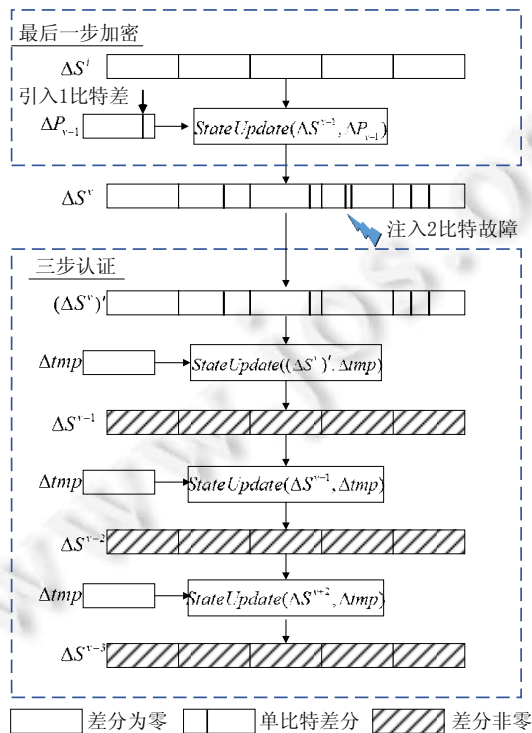 最后一步加密
ΔS^i
引入1比特差
ΔP_{v-1}
StateUpdate(ΔS^{v-1}, ΔP_{v-1})
ΔS^v
注入2比特故障
三步认证
(ΔS^v)'
Δtmp
StateUpdate((ΔS^v)'. Δtmp)
ΔS^{v-1}
Δtmp
StateUpdate(ΔS^{v-1}, Δtmp)
ΔS^{v-2}
Δtmp
StateUpdate(ΔS^{v+2}, Δtmp)
ΔS^{v-3}
差分为零 单比特差分 差分非零
www.jos.o